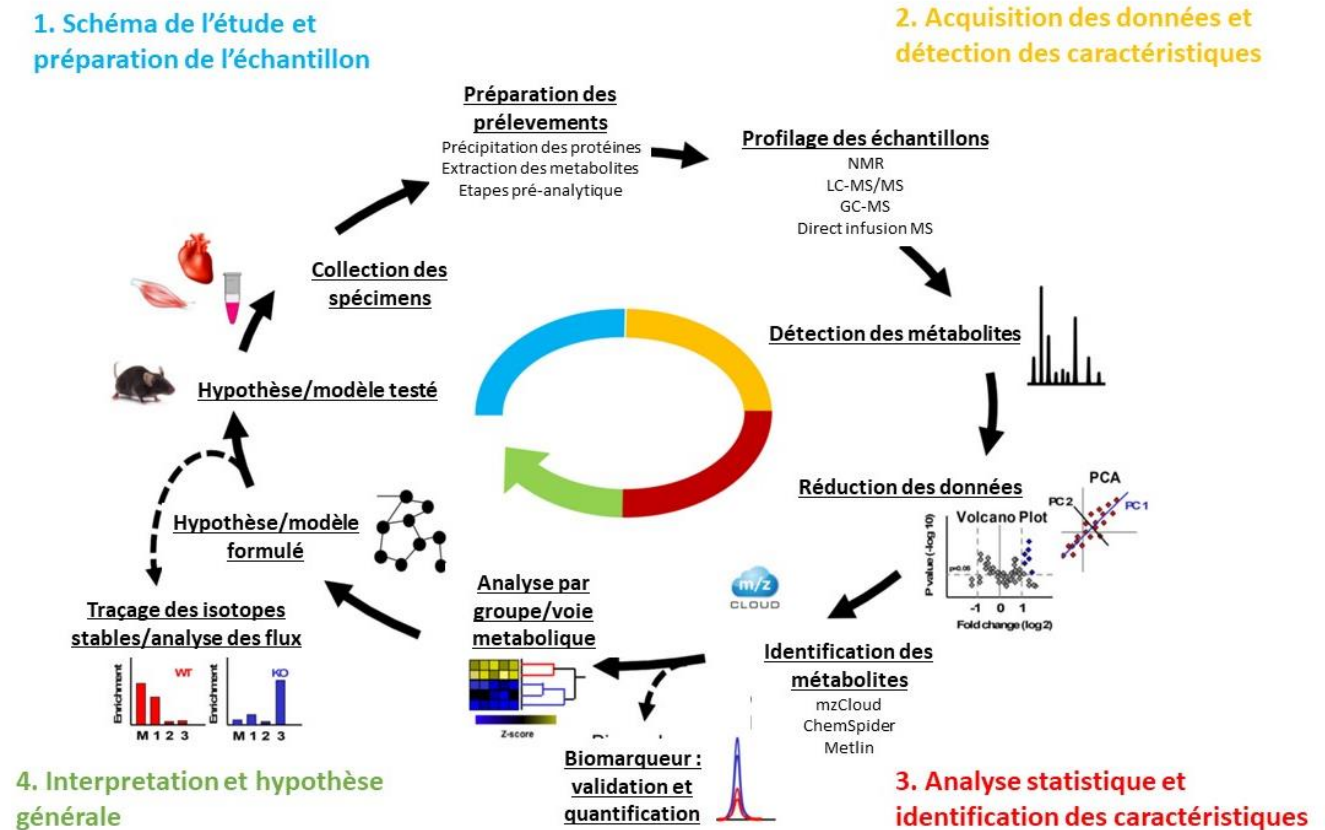 1. Schéma de l'étude et
préparation de l'échantillon
2. Acquisition des données et
détection des caractéristiques
Préparation des
prélevements
Précipitation des protéines
Extraction des metabolites
Etapes pré-analytique
Profilage des échantillons
NMR
LC-MS/MS
GC-MS
Direct infusion MS
Collection des
spécimens
Détection des métabolites
Hypothèse/modèle testé
Réduction des données
PCA
PC 2
PC 1
Volcano Plot
P value (-log 10)
p=0.05
-1 0 1
Fold change (log 2)
Hypothèse/modèle
formulé
m/z
CLOUD
Analyse par
groupe/voie
metabolique
Z-score
Identification des
métabolites
mzCloud
ChemSpider
Metlin
Traçage des isotopes
stables/analyse des flux
Enrichment
WT
M 1 2 3
Enrichment
KO
M 1 2 3
Biomarqueur :
validation et
quantification
4. Interpretation et hypothèse
générale
3. Analyse statistique et
identification des caractéristiques